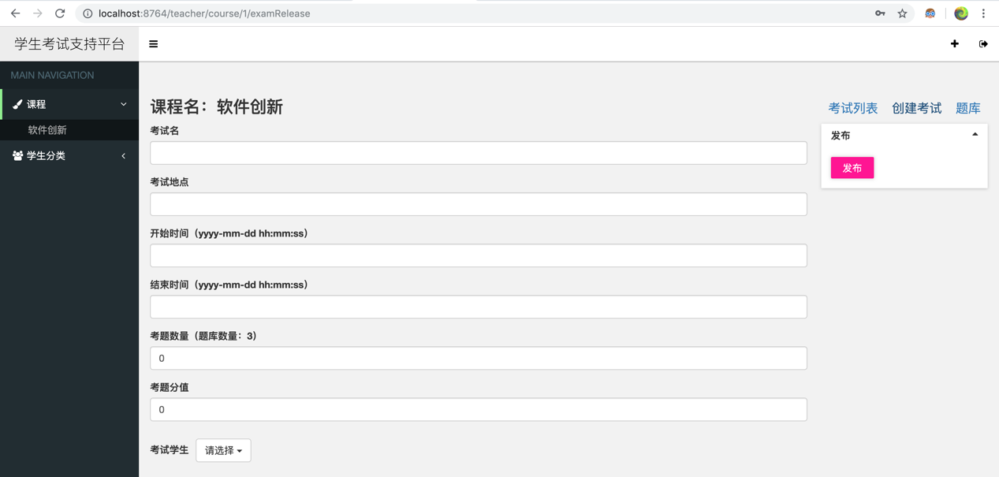 localhost:8764/teacher/course/1/examRelease
学生考试支持平台
MAIN NAVIGATION
课程
软件创新
学生分类
课程名：软件创新
考试列表 创建考试 题库
发布
发布
考试名
考试地点
开始时间（yyyy-mm-dd hh:mm:ss）
结束时间（yyyy-mm-dd hh:mm:ss）
考题数量（题库数量：3）
0
考题分值
0
考试学生 请选择